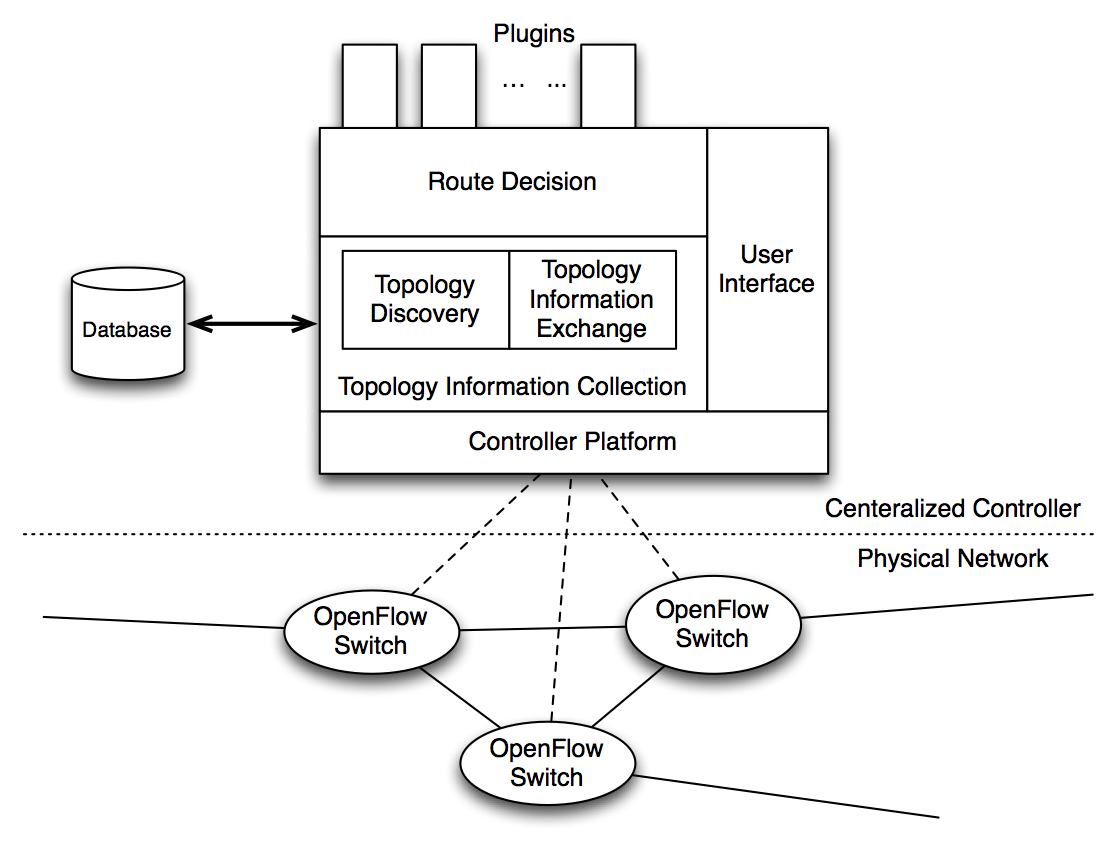 Plugins
... ...
Route Decision
User
Interface
Topology
Discovery
Topology
Information
Exchange
Database
Topology Information Collection
Controller Platform
Centeralized Controller
Physical Network
OpenFlow
Switch
OpenFlow
Switch
OpenFlow
Switch